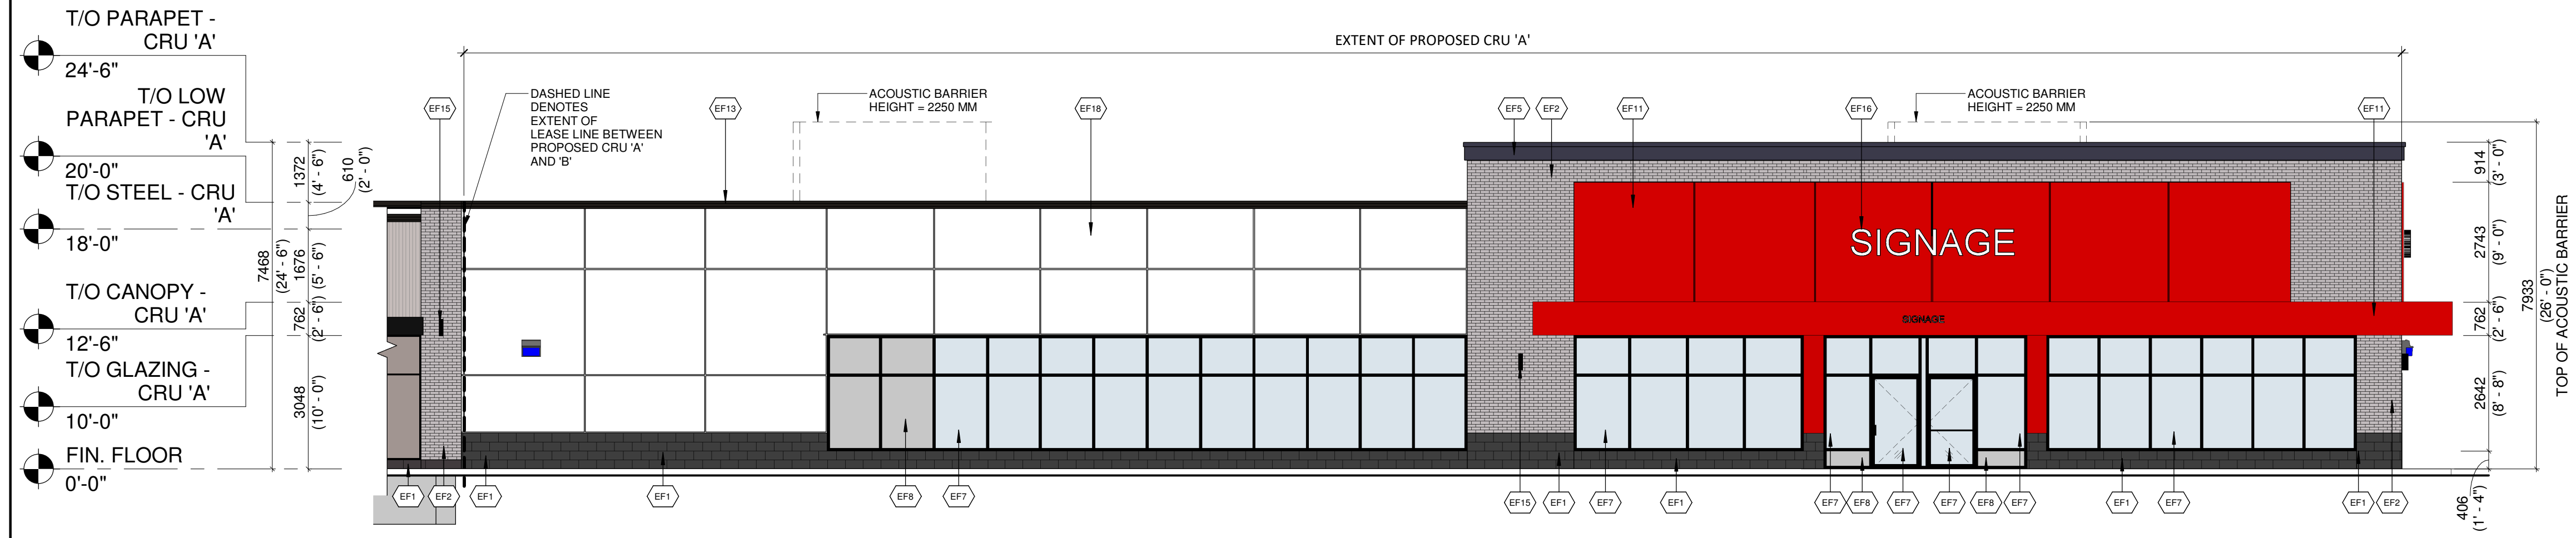 T/O PARAPET -
CRU 'A'
24'-6"
T/O LOW
PARAPET - CRU
'A'
20'-0"
T/O STEEL - CRU
'A'
18'-0"
T/O CANOPY -
CRU 'A'
12'-6"
T/O GLAZING -
CRU 'A'
10'-0"
FIN. FLOOR
0'-0"
7468
(24' - 6")
1372
(4' - 6")
610
(2' - 0")
1676
(5' - 6")
762
(2' - 6")
3048
(10' - 0")
EXTENT OF PROPOSED CRU 'A'
EF15
DASHED LINE
DENOTES
EXTENT OF
LEASE LINE BETWEEN
PROPOSED CRU 'A'
AND 'B'
EF13
ACOUSTIC BARRIER
HEIGHT = 2250 MM
EF18
EF5
EF2
EF11
EF16
ACOUSTIC BARRIER
HEIGHT = 2250 MM
EF11
SIGNAGE
SIGNAGE
EF1
EF2
EF1
EF1
EF8
EF7
EF15
EF1
EF7
EF1
EF7
EF8
EF7
EF7
EF8
EF7
EF1
EF7
EF1
EF2
914
(3' - 0")
2743
(9' - 0")
762
(2' - 6")
2642
(8' - 8")
406
(1' - 4")
7933
(26' - 0")
TOP OF ACOUSTIC BARRIER